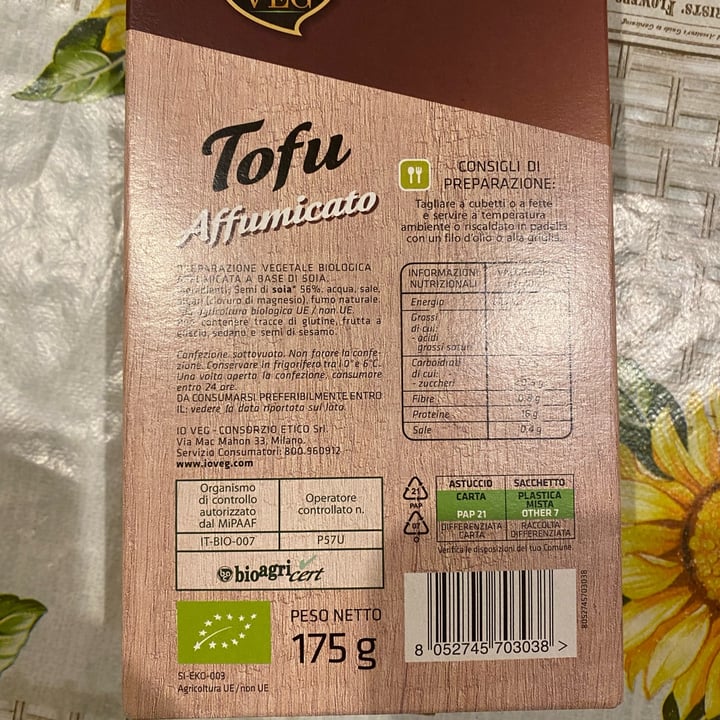 VEG
Tofu
Affumicato
CONSIGLI DI
PREPARAZIONE:
Tagliare a cubetti o a fette
e servire a temperatura
ambiente o riscaldato in padella
con un filo d'olio o alla griglia.
PREPARAZIONE VEGETALE BIOLOGICA
A BASE DI SOIA.
Semi di soia* 56%, acqua, sale,
(cloruro di magnesio), fumo naturale.
agricoltura biologica UE / non UE.
contenere tracce di glutine, frutta a
guscio, sedano e semi di sesamo.
Confezione sottovuoto. Non forare la confe-
zione. Conservare in frigorifero tra i 0° e 6°C.
Una volta aperta la confezione, consumare
entro 24 ore.
DA CONSUMARSI PREFERIBILMENTE ENTRO
IL: vedere la data riportata sul lato.
IO VEG - CONSORZIO ETICO Srl.
Via Mac Mahon 33, Milano.
Servizio Consumatori: 800-960912
www.ioveg.com
INFORMAZIONI
NUTRIZIONALI
Energia
Grassi
di cui:
- acidi
grassi saturi
Carboidrati
di cui:
- zuccheri
Fibre 0,8 g
Proteine 16 g
Sale 0,4 g
Organismo
di controllo
autorizzato
dal MiPAAF
Operatore
controllato n.
IT-BIO-007 P57U
bioagricert
21
PAP
07
O
ASTUCCIO SACCHETTO
CARTA PLASTICA
MISTA
PAP 21 OTHER 7
DIFFERENZIATA RACCOLTA
CARTA DIFFERENZIATA
Verifica le disposizioni del tuo Comune.
SI-EKO-003
Agricoltura UE / non UE
PESO NETTO
175 g
8 052745 703038 >
8052745703038